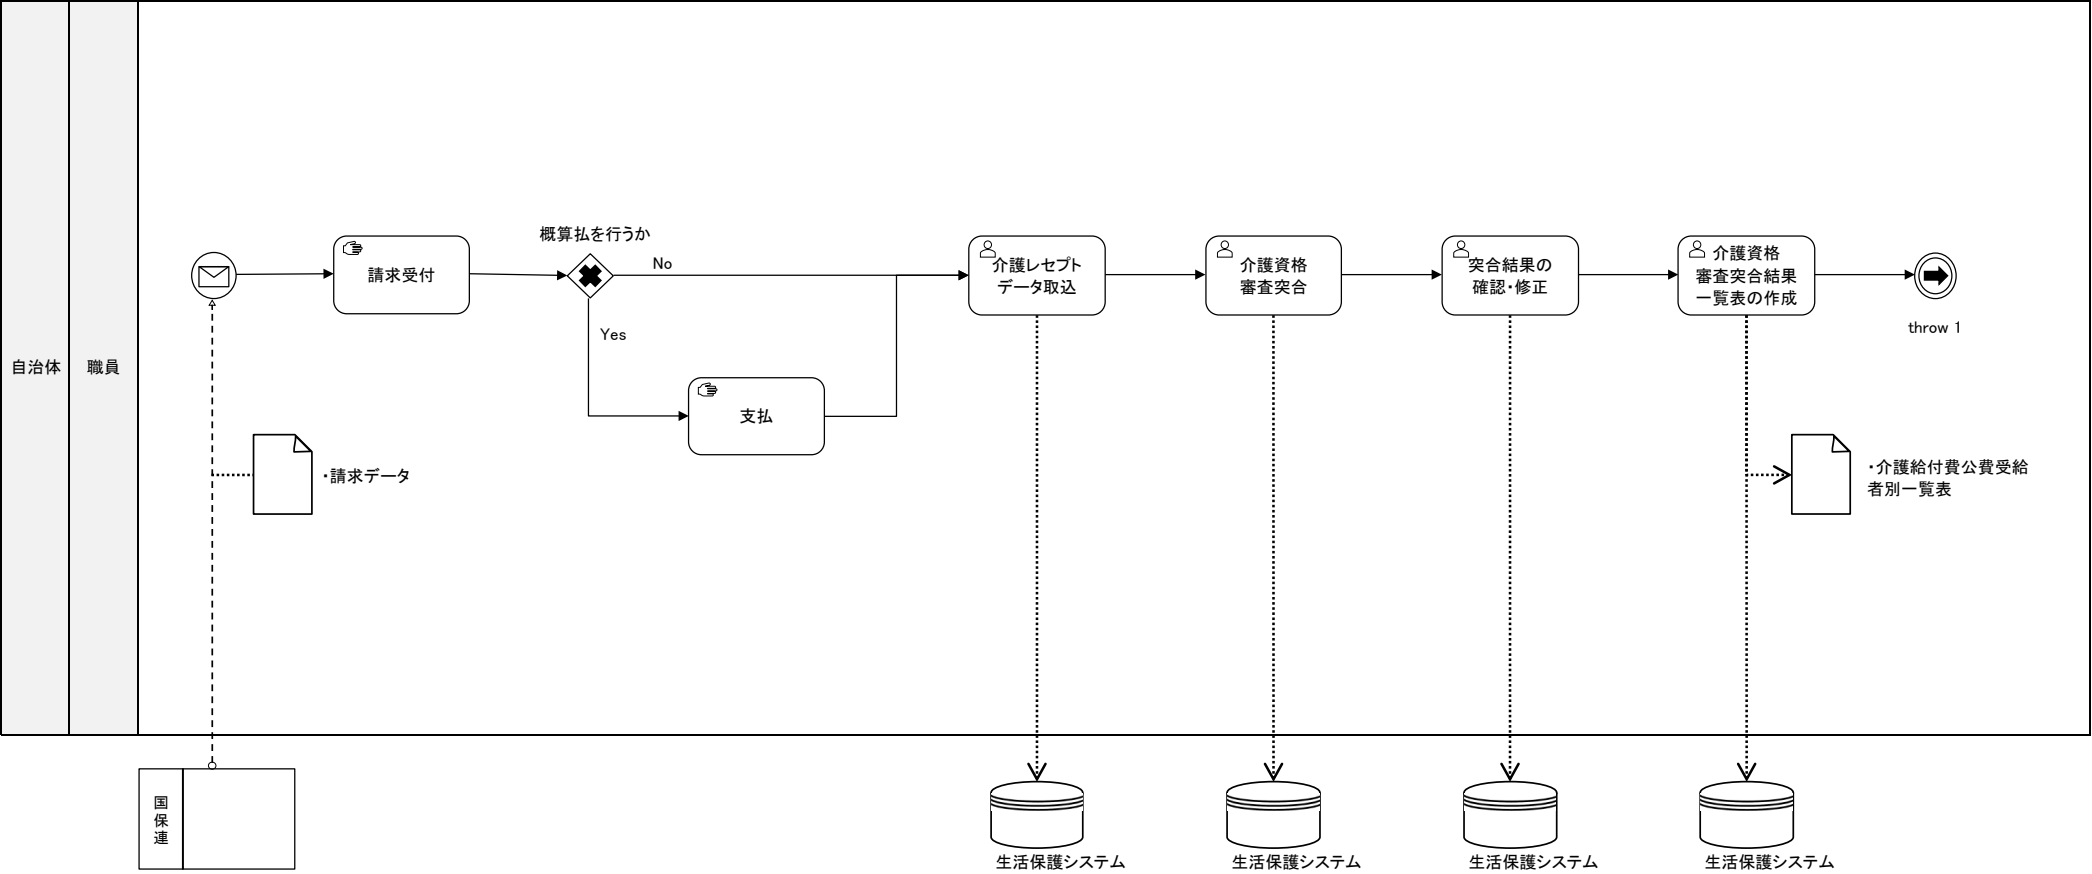 自治体
職員
概算払を行うか
請求受付
No
Yes
支払
介護レセプト
データ取込
介護資格
審査突合
突合結果の
確認・修正
介護資格
審査突合結果
一覧表の作成
throw 1
・請求データ
・介護給付費公費受給
者別一覧表
国
保
連
生活保護システム
生活保護システム
生活保護システム
生活保護システム